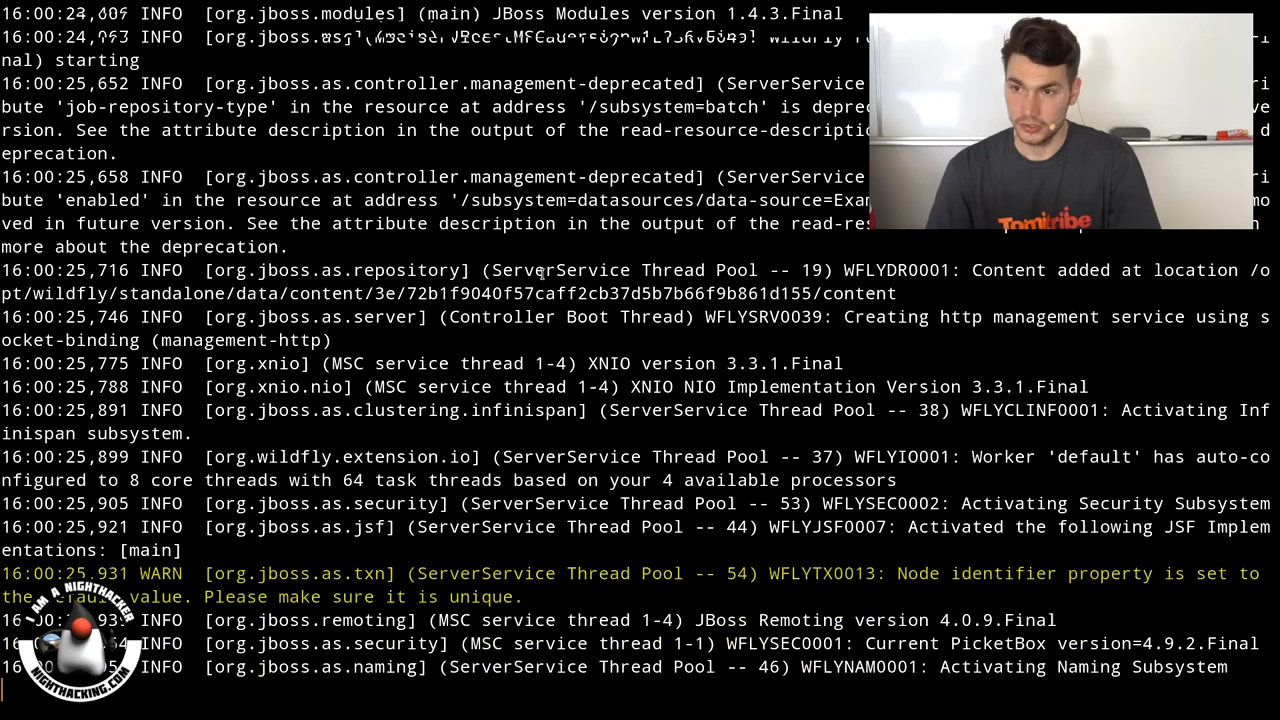 16:00:24,609 INFO  [org.jboss.modules] (main) JBoss Modules version 1.4.3.Final
16:00:24, INFO  [org.jboss.
nal) starting
16:00:25,652 INFO  [org.jboss.as.controller.management-deprecated] (ServerService ri
bute 'job-repository-type' in the resource at address '/subsystem=batch' is depre ve
rsion. See the attribute description in the output of the read-resource-descriptio d
eprecation.
16:00:25,658 INFO  [org.jboss.as.controller.management-deprecated] (ServerService ri
bute 'enabled' in the resource at address '/subsystem=datasources/data-source=Exam mo
ved in future version. See the attribute description in the output of the read-res n
more about the deprecation.
Tomitribe
16:00:25,716 INFO  [org.jboss.as.repository] (ServerService Thread Pool -- 19) WFLYDR0001: Content added at location /o
pt/wildfly/standalone/data/content/3e/72b1f9040f57caff2cb37d5b7b66f9b861d155/content
16:00:25,746 INFO  [org.jboss.as.server] (Controller Boot Thread) WFLYSRV0039: Creating http management service using s
ocket-binding (management-http)
16:00:25,775 INFO  [org.xnio] (MSC service thread 1-4) XNIO version 3.3.1.Final
16:00:25,788 INFO  [org.xnio.nio] (MSC service thread 1-4) XNIO NIO Implementation Version 3.3.1.Final
16:00:25,891 INFO  [org.jboss.as.clustering.infinispan] (ServerService Thread Pool -- 38) WFLYCLINF0001: Activating Inf
inispan subsystem.
16:00:25,899 INFO  [org.wildfly.extension.io] (ServerService Thread Pool -- 37) WFLYIO001: Worker 'default' has auto-co
nfigured to 8 core threads with 64 task threads based on your 4 available processors
16:00:25,905 INFO  [org.jboss.as.security] (ServerService Thread Pool -- 53) WFLYSEC0002: Activating Security Subsystem
16:00:25,921 INFO  [org.jboss.as.jsf] (ServerService Thread Pool -- 44) WFLYJSF0007: Activated the following JSF Implem
entations: [main]
16:00:25,931 WARN  [org.jboss.as.txn] (ServerService Thread Pool -- 54) WFLYTX0013: Node identifier property is set to
the default value. Please make sure it is unique.
INFO  [org.jboss.remoting] (MSC service thread 1-4) JBoss Remoting version 4.0.9.Final
INFO  [org.jboss.as.security] (MSC service thread 1-1) WFLYSEC0001: Current PicketBox version=4.9.2.Final
INFO  [org.jboss.as.naming] (ServerService Thread Pool -- 46) WFLYNAM0001: Activating Naming Subsystem
I AM A NIGHTHACKER
NIGHTHACKING.COM